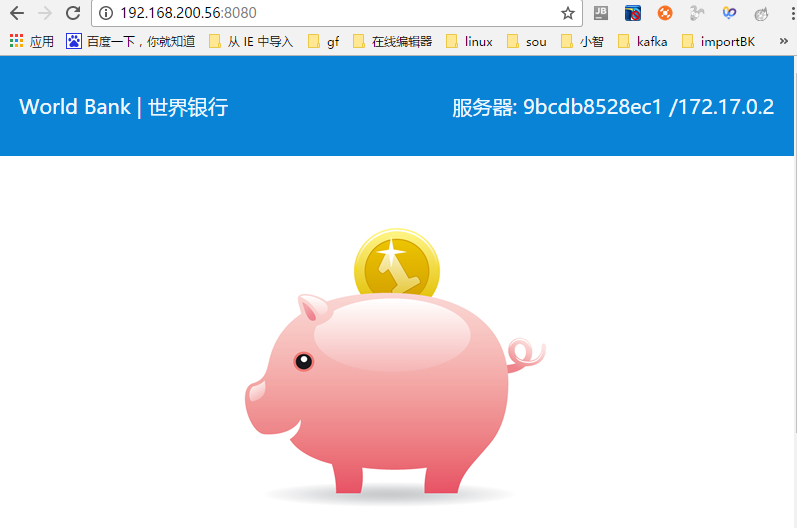 192.168.200.56:8080
应用 百度一下,你就知道 从 IE 中导入 gf 在线编辑器 linux sou 小智 kafka importBK »
World Bank | 世界银行 服务器: 9bcdb8528ec1 /172.17.0.2